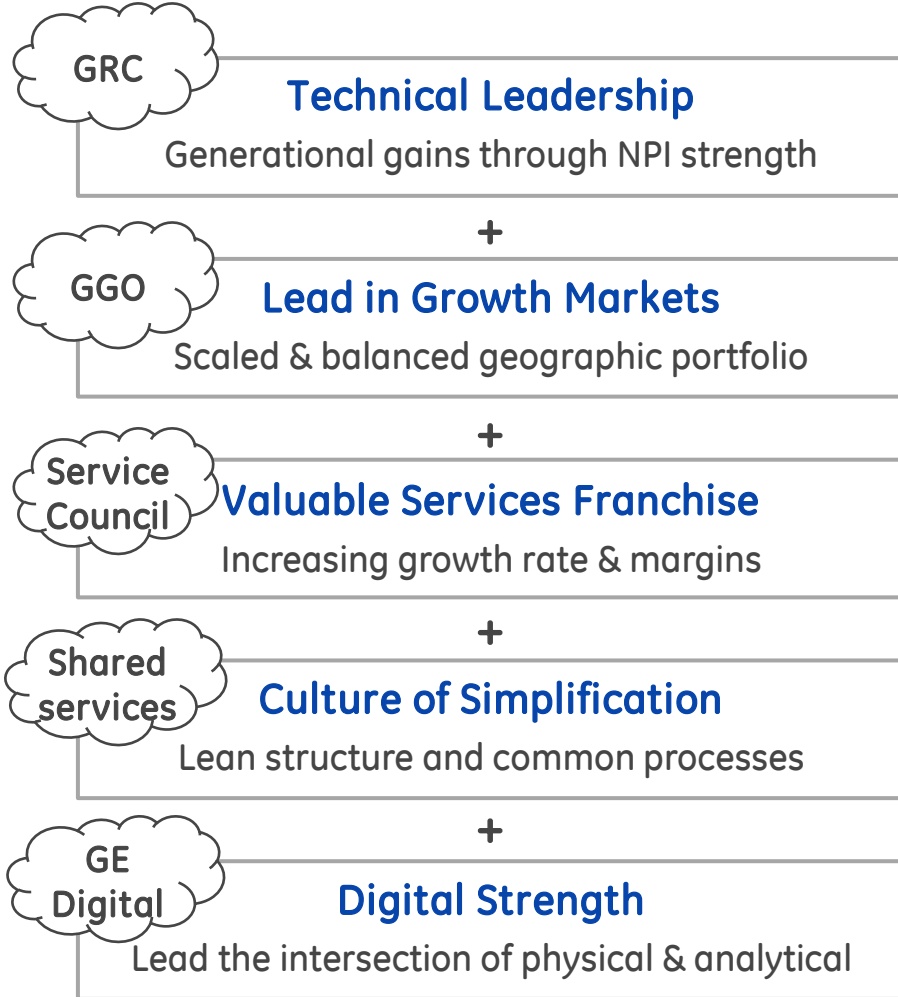 GRC
Technical Leadership
Generational gains through NPI strength
+
GGO
Lead in Growth Markets
Scaled & balanced geographic portfolio
+
Service
Council
Valuable Services Franchise
Increasing growth rate & margins
+
Shared
services
Culture of Simplification
Lean structure and common processes
+
GE
Digital
Digital Strength
Lead the intersection of physical & analytical